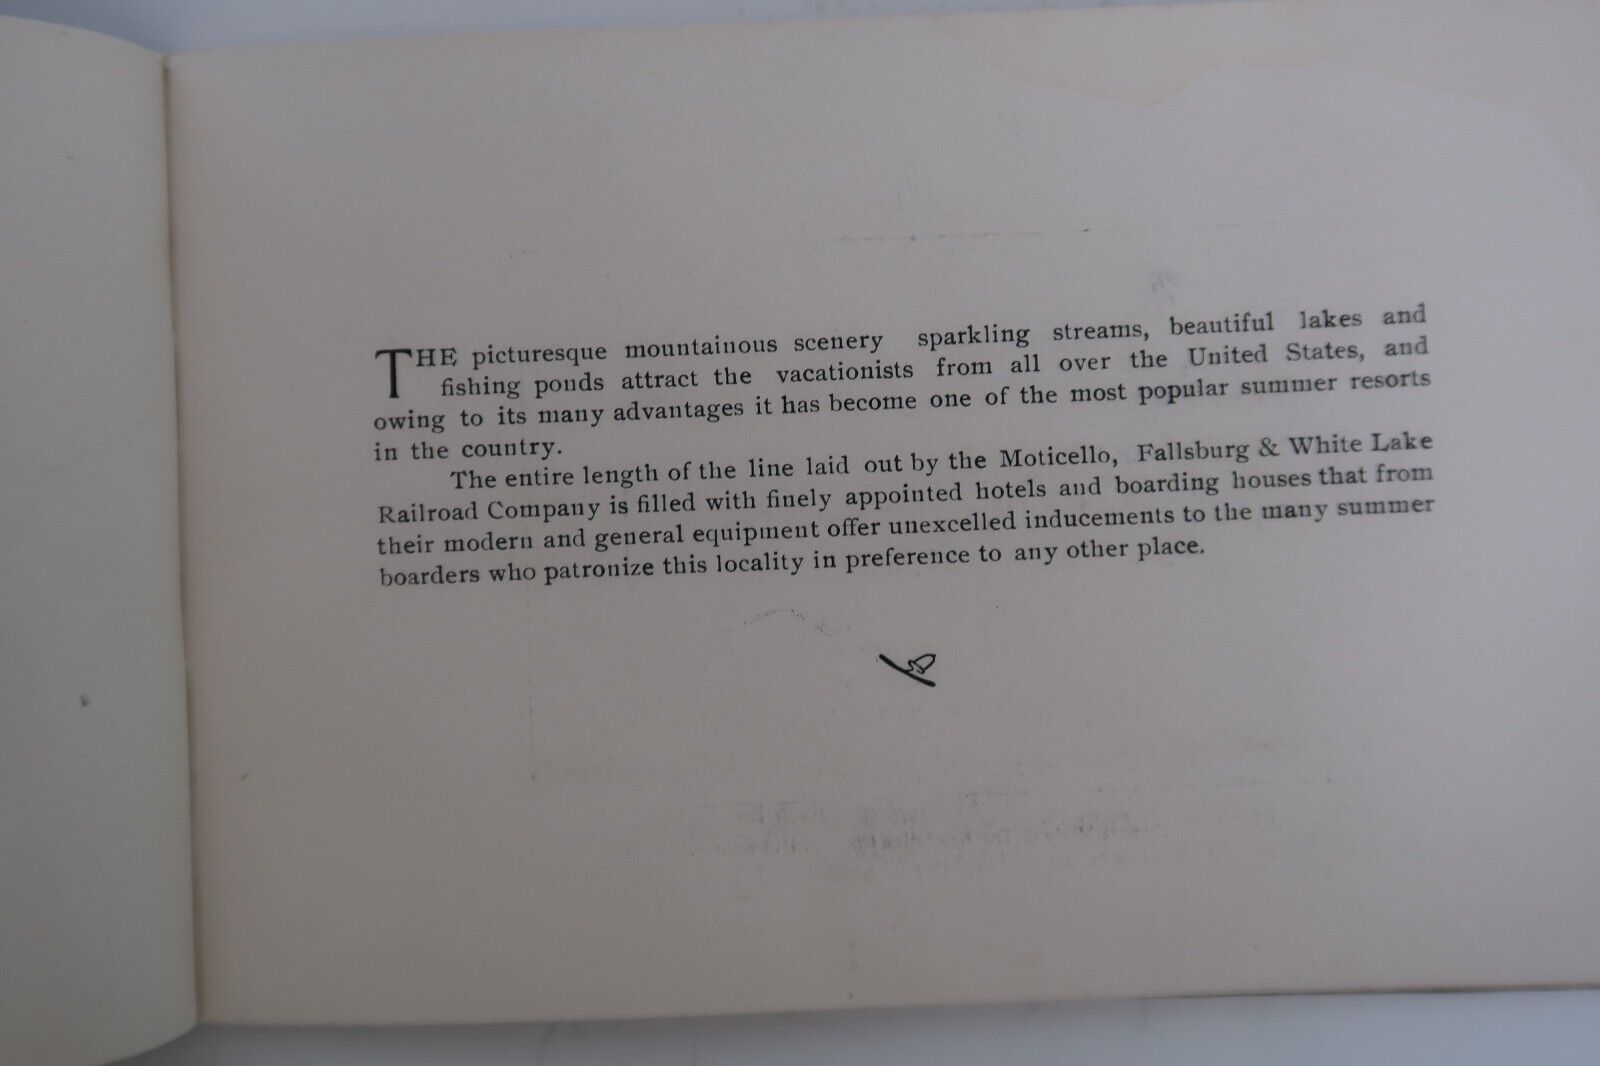 THE picturesque mountainous scenery sparkling streams, beautiful lakes and
fishing ponds attract the vacationists from all over the United States, and
owing to its many advantages it has become one of the most popular summer resorts
in the country.
The entire length of the line laid out by the Moticello, Fallsburg & White Lake
Railroad Company is filled with finely appointed hotels and boarding houses that from
their modern and general equipment offer unexcelled inducements to the many summer
boarders who patronize this locality in preference to any other place.